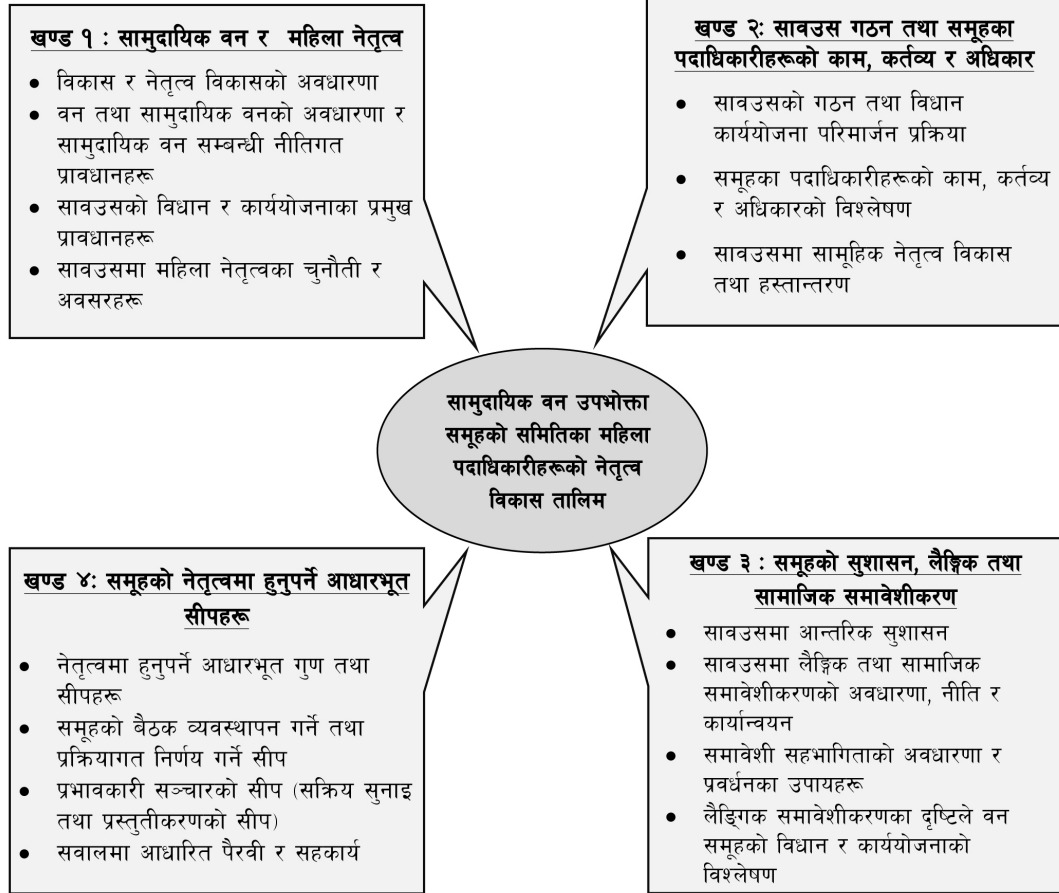 खण्ड १ : सामुदायिक वन र महिला नेतृत्व
• विकास र नेतृत्व विकासको अवधारणा
• वन तथा सामुदायिक वनको अवधारणा र
सामुदायिक वन सम्बन्धी नीतिगत
प्रावधानहरू
• सावउसको विधान र कार्ययोजनाका प्रमुख
प्रावधानहरू
• सावउसमा महिला नेतृत्वका चुनौती र
अवसरहरू
खण्ड २: सावउस गठन तथा समूहका
पदाधिकारीहरूको काम, कर्तव्य र अधिकार
• सावउसको गठन तथा विधान
कार्ययोजना परिमार्जन प्रक्रिया
• समूहका पदाधिकारीहरूको काम, कर्तव्य
र अधिकारको विश्लेषण
• सावउसमा सामूहिक नेतृत्व विकास
तथा हस्तान्तरण
सामुदायिक वन उपभोक्ता
समूहको समितिका महिला
पदाधिकारीहरूको नेतृत्व
विकास तालिम
खण्ड ४: समूहको नेतृत्वमा हुनुपर्ने आधारभूत
सीपहरू
• नेतृत्वमा हुनुपर्ने आधारभूत गुण तथा
सीपहरू
• समूहको बैठक व्यवस्थापन गर्ने तथा
प्रक्रियागत निर्णय गर्ने सीप
• प्रभावकारी सञ्चारको सीप (सक्रिय सुनाइ
तथा प्रस्तुतीकरणको सीप)
• सवालमा आधारित पैरवी र सहकार्य
खण्ड ३ : समूहको सुशासन, लैङ्गिक तथा
सामाजिक समावेशीकरण
• सावउसमा आन्तरिक सुशासन
• सावउसमा लैङ्गिक तथा सामाजिक
समावेशीकरणको अवधारणा, नीति र
कार्यान्वयन
• समावेशी सहभागिताको अवधारणा र
प्रवर्धनका उपायहरू
• लैङ्गिक समावेशीकरणका दृष्टिले वन
समूहको विधान र कार्ययोजनाको
विश्लेषण